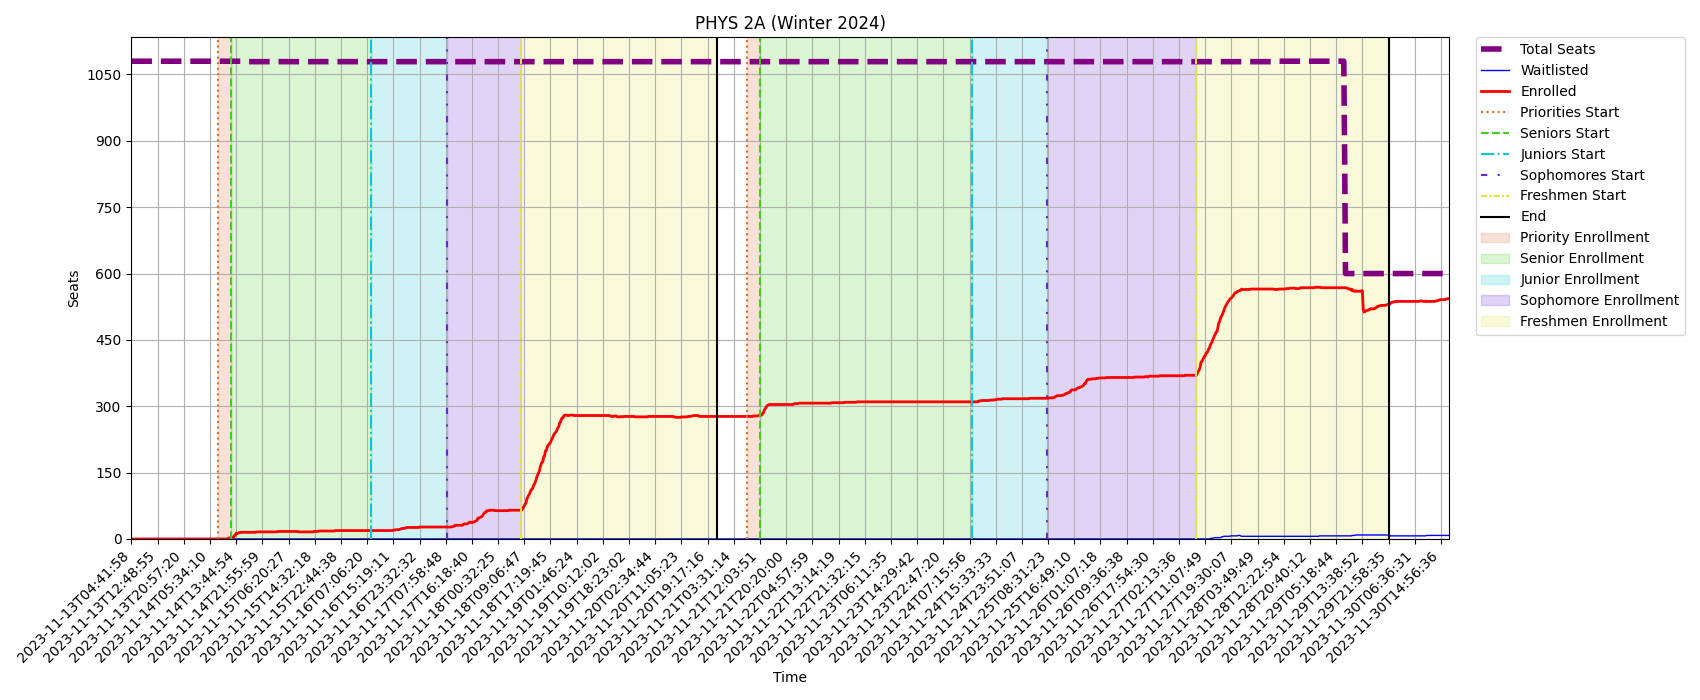 PHYS 2A (Winter 2024)
Seats
1050
900
750
600
450
300
150
0
2023-11-13T04:41:58
2023-11-13T12:48:55
2023-11-13T20:57:20
2023-11-14T05:34:10
2023-11-14T13:44:54
2023-11-14T21:55:59
2023-11-15T06:20:27
2023-11-15T14:32:18
2023-11-15T22:44:38
2023-11-16T07:06:20
2023-11-16T15:19:11
2023-11-16T23:32:32
2023-11-17T07:58:48
2023-11-17T16:18:40
2023-11-18T00:32:25
2023-11-18T09:06:47
2023-11-18T17:19:45
2023-11-19T01:46:24
2023-11-19T10:12:02
2023-11-19T18:23:02
2023-11-20T02:34:44
2023-11-20T11:05:23
2023-11-20T19:17:10
2023-11-21T03:31:14
2023-11-21T12:03:51
2023-11-21T20:20:00
2023-11-22T04:57:59
2023-11-22T13:14:19
2023-11-22T21:32:15
2023-11-23T06:11:35
2023-11-23T14:29:42
2023-11-23T22:47:20
2023-11-24T07:15:56
2023-11-24T15:33:33
2023-11-24T23:51:07
2023-11-25T08:31:23
2023-11-25T16:49:10
2023-11-26T01:07:18
2023-11-26T09:36:38
2023-11-26T17:54:30
2023-11-27T02:13:36
2023-11-27T11:07:49
2023-11-27T19:30:07
2023-11-28T03:49:49
2023-11-28T12:22:54
2023-11-28T20:40:12
2023-11-29T05:18:44
2023-11-29T13:38:52
2023-11-29T21:58:35
2023-11-30T06:36:31
2023-11-30T14:56:36
Time
Total Seats
Waitlisted
Enrolled
Priorities Start
Seniors Start
Juniors Start
Sophomores Start
Freshmen Start
End
Priority Enrollment
Senior Enrollment
Junior Enrollment
Sophomore Enrollment
Freshmen Enrollment